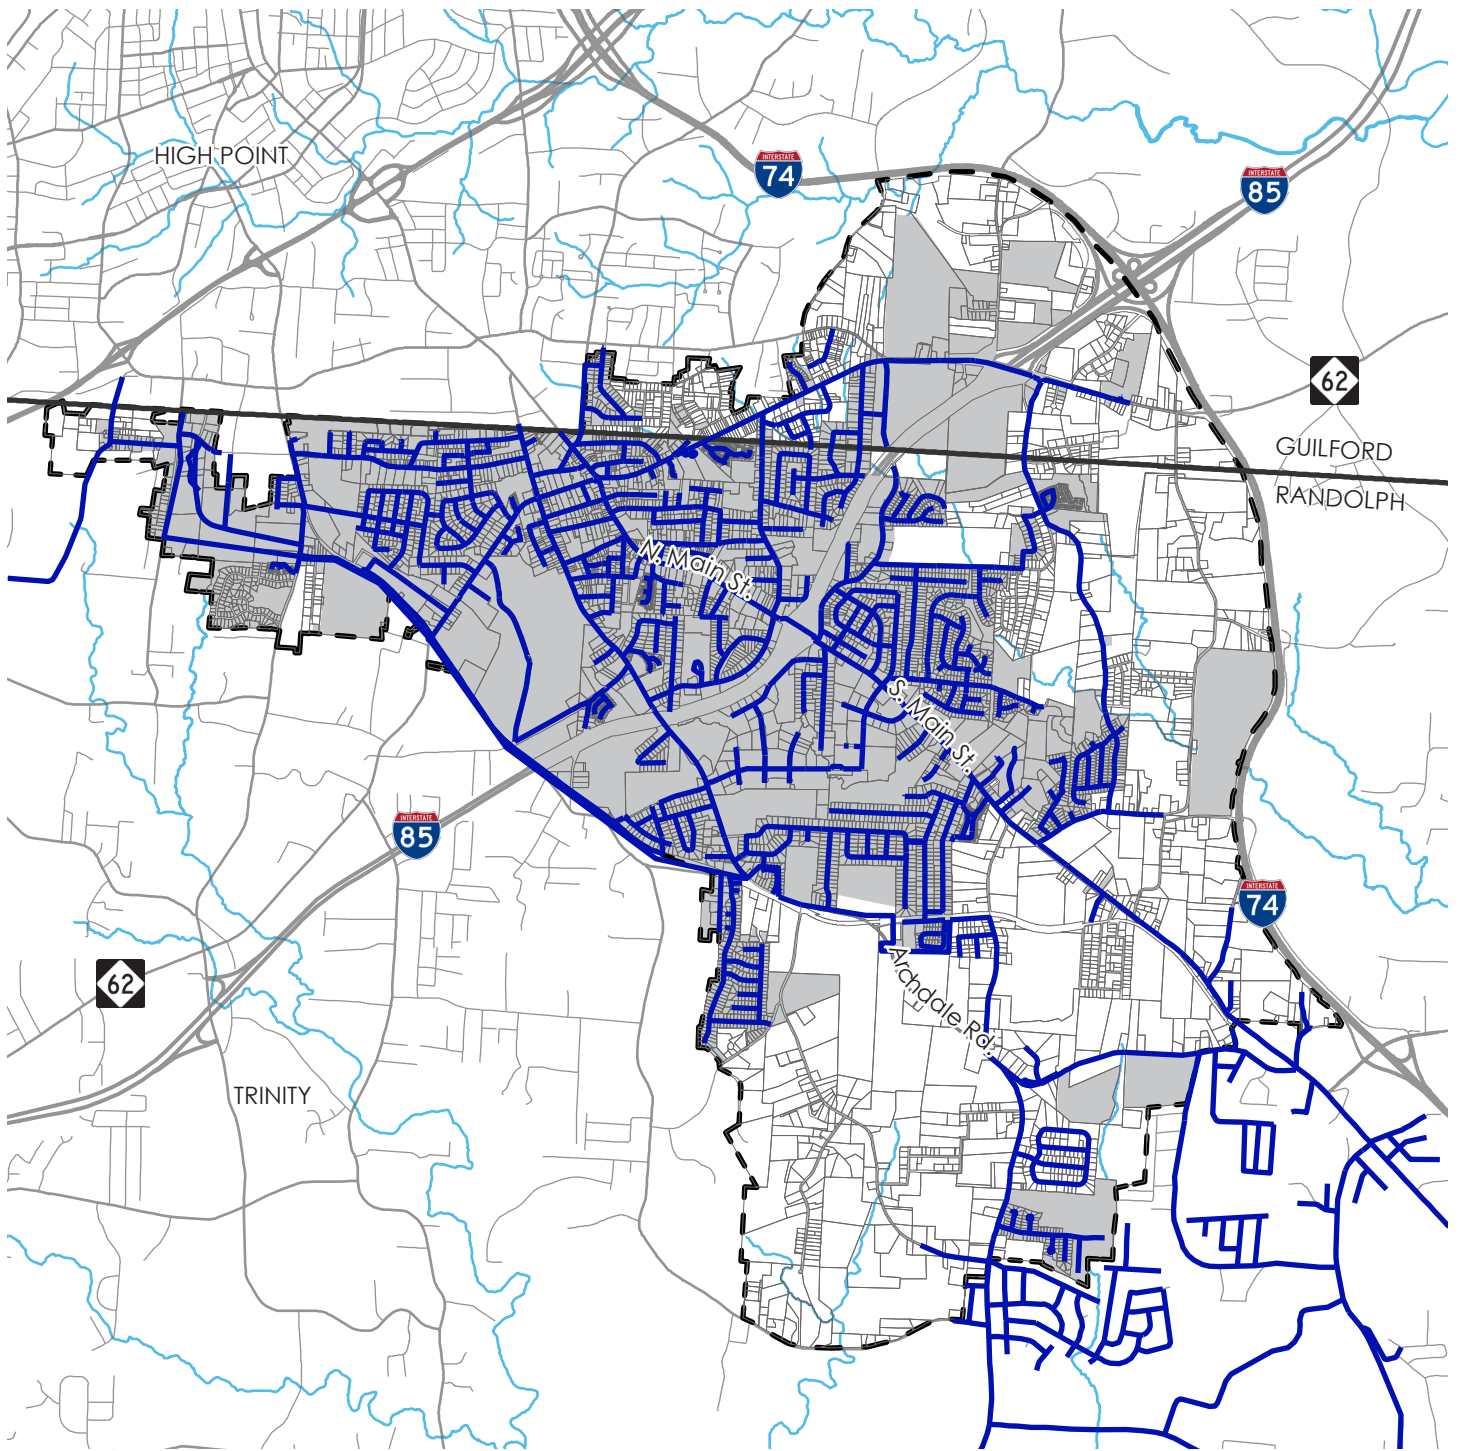 HIGH POINT
INTERSTATE
74
INTERSTATE
85
62
GUILFORD
RANDOLPH
N. Main St.
S. Main St.
INTERSTATE
85
INTERSTATE
74
62
Archdale Rd.
TRINITY